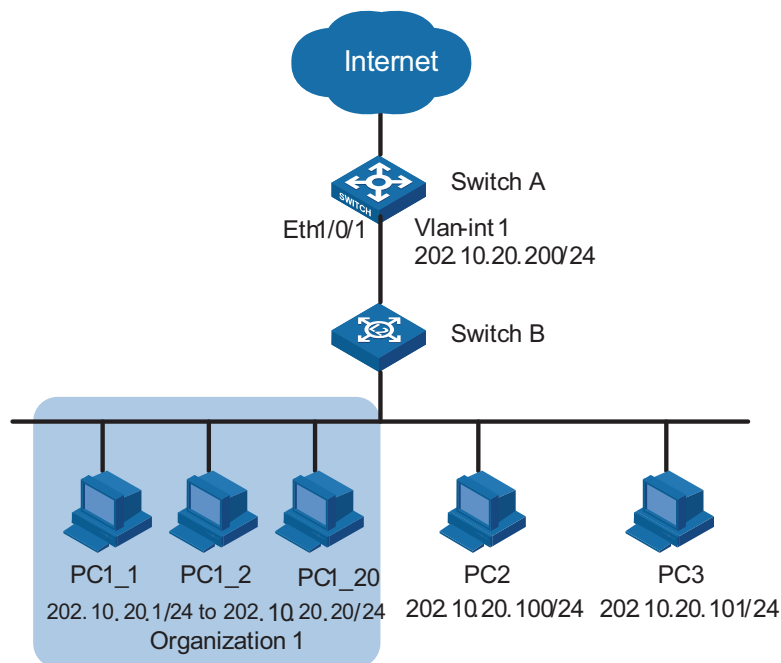 Internet
SWITCH
Switch A
Eth1/0/1
Vlan-int 1
202.10.20.200/24
L2
Switch B
PC1_1
PC1_2
PC1_20
PC2
PC3
202.10.20.1/24 to 202.10.20.20/24
202.10.20.100/24
202.10.20.101/24
Organization 1